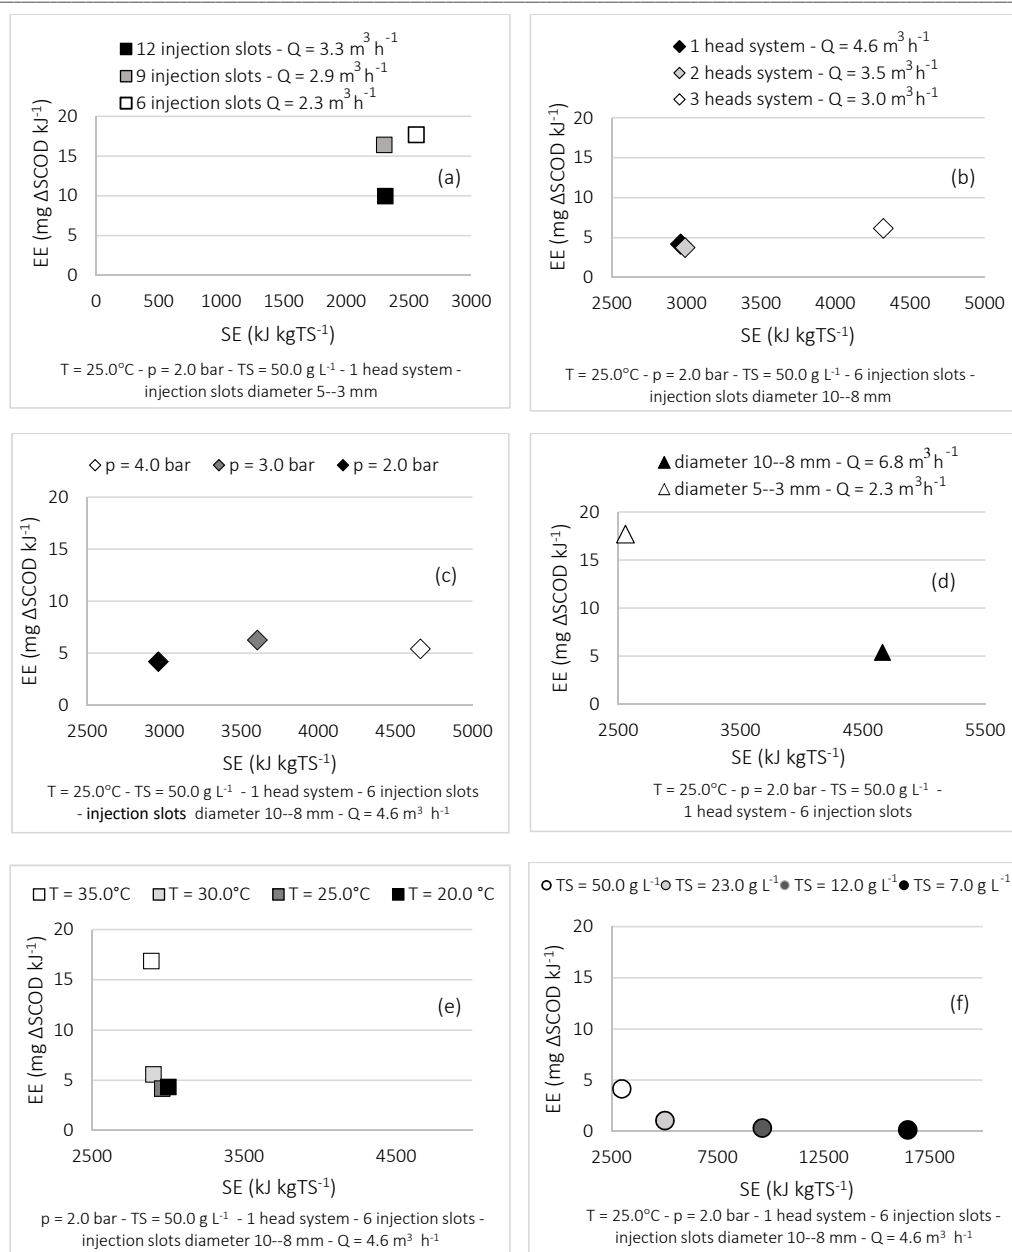 12 injection slots - Q = 3.3 m³ h⁻¹
9 injection slots - Q = 2.9 m³ h⁻¹
6 injection slots Q = 2.3 m³ h⁻¹
EE (mg ΔSCOD kJ⁻¹)
20
15
10
5
0
(a)
0 500 1000 1500 2000 2500 3000
SE (kJ kgTS⁻¹)
T = 25.0°C - p = 2.0 bar - TS = 50.0 g L⁻¹ - 1 head system -
injection slots diameter 5--3 mm
1 head system - Q = 4.6 m³ h⁻¹
2 heads system - Q = 3.5 m³ h⁻¹
3 heads system - Q = 3.0 m³ h⁻¹
EE (mg ΔSCOD kJ⁻¹)
20
15
10
5
0
(b)
2500 3000 3500 4000 4500 5000
SE (kJ kgTS⁻¹)
T = 25.0°C - p = 2.0 bar - TS = 50.0 g L⁻¹ - 6 injection slots -
injection slots diameter 10--8 mm
p = 4.0 bar p = 3.0 bar p = 2.0 bar
EE (mg ΔSCOD kJ⁻¹)
20
15
10
5
0
(c)
2500 3000 3500 4000 4500 5000
SE (kJ kgTS⁻¹)
T = 25.0°C - TS = 50.0 g L⁻¹ - 1 head system - 6 injection slots
- injection slots diameter 10--8 mm - Q = 4.6 m³ h⁻¹
diameter 10--8 mm - Q = 6.8 m³ h⁻¹
diameter 5--3 mm - Q = 2.3 m³ h⁻¹
EE (mg ΔSCOD kJ⁻¹)
20
15
10
5
0
(d)
2500 3500 4500 5500
SE (kJ kgTS⁻¹)
T = 25.0°C - p = 2.0 bar - TS = 50.0 g L⁻¹ -
1 head system - 6 injection slots
T = 35.0°C T = 30.0°C T = 25.0°C T = 20.0 °C
EE (mg ΔSCOD kJ⁻¹)
20
15
10
5
0
(e)
2500 3500 4500
SE (kJ kgTS⁻¹)
p = 2.0 bar - TS = 50.0 g L⁻¹ - 1 head system - 6 injection slots -
injection slots diameter 10--8 mm - Q = 4.6 m³ h⁻¹
TS = 50.0 g L⁻¹ TS = 23.0 g L⁻¹ TS = 12.0 g L⁻¹ TS = 7.0 g L⁻¹
EE (mg ΔSCOD kJ⁻¹)
20
15
10
5
0
(f)
2500 7500 12500 17500
SE (kJ kgTS⁻¹)
T = 25.0°C - p = 2.0 bar - 1 head system - 6 injection slots -
injection slots diameter 10--8 mm - Q = 4.6 m³ h⁻¹